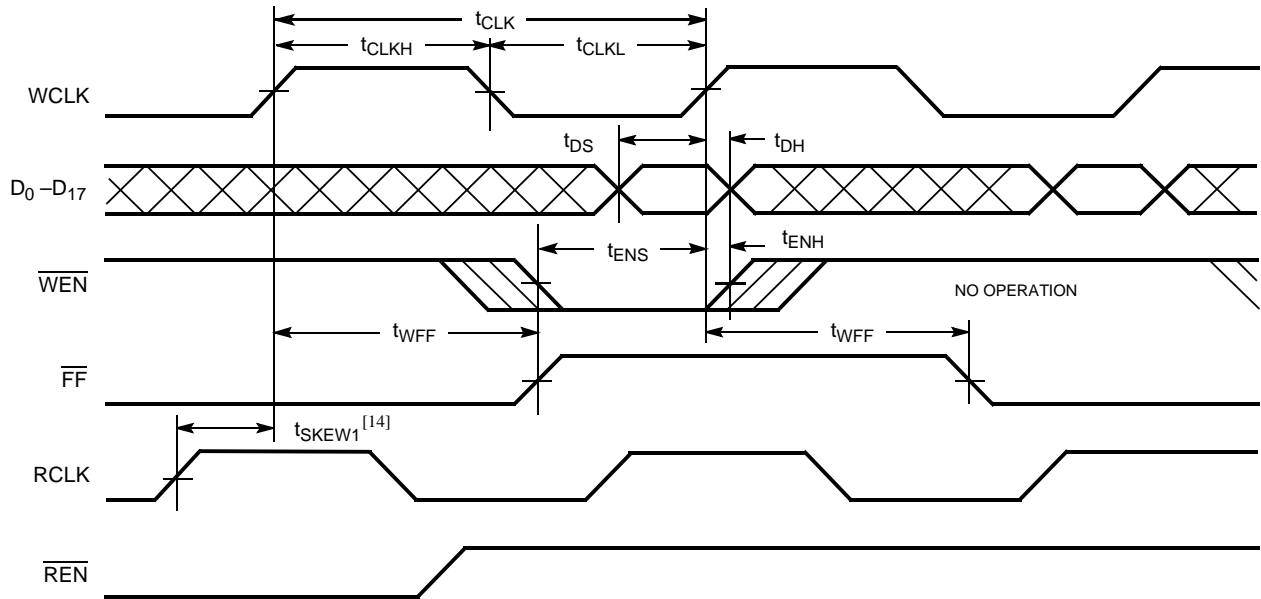 tCLK
tCLKH tCLKL
WCLK
tDS tDH
D0 –D17
tENS tENH
WEN
NO OPERATION
tWFF tWFF
FF
tSKEW1 [14]
RCLK
REN